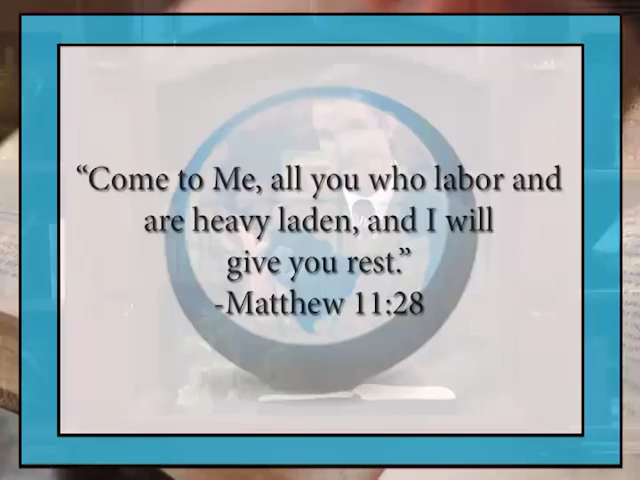 “Come to Me, all you who labor and
are heavy laden, and I will
give you rest.”
-Matthew 11:28